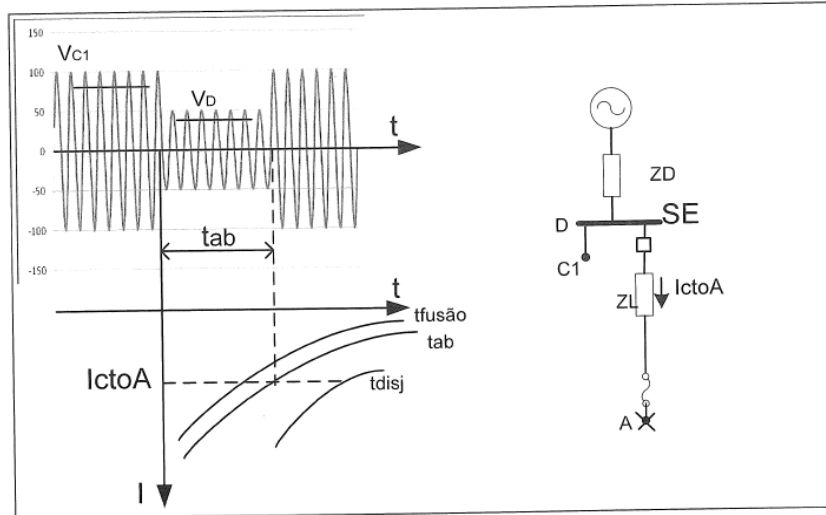 150
VC1
100
VD
50
t
0
-50
-100
tab
-150
t
tfusão
tab
IctoA
tdisj
I
ZD
D
SE
C1
ZL
IctoA
A